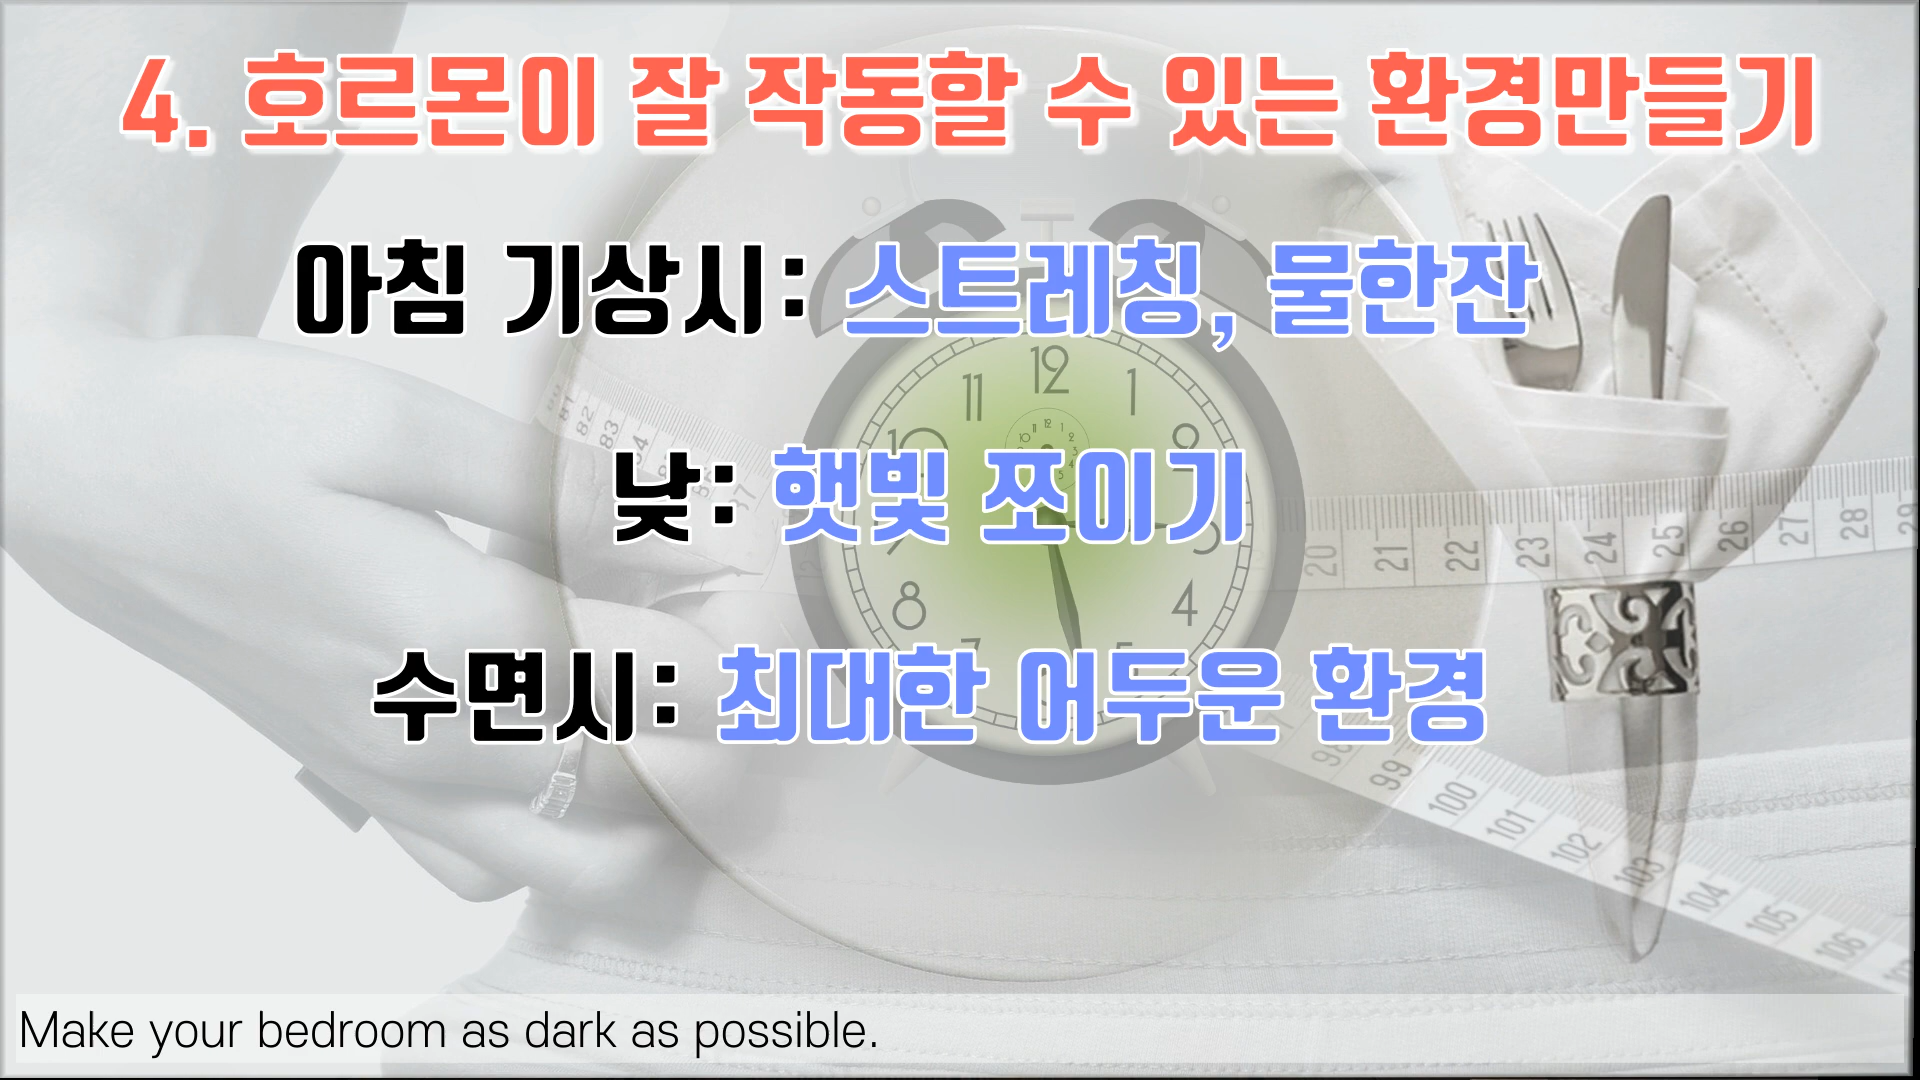 4. 호르몬이 잘 작동할 수 있는 환경만들기
아침 기상시: 스트레칭, 물한잔
낮: 햇빛 쪼이기
수면시: 최대한 어두운 환경
Make your bedroom as dark as possible.